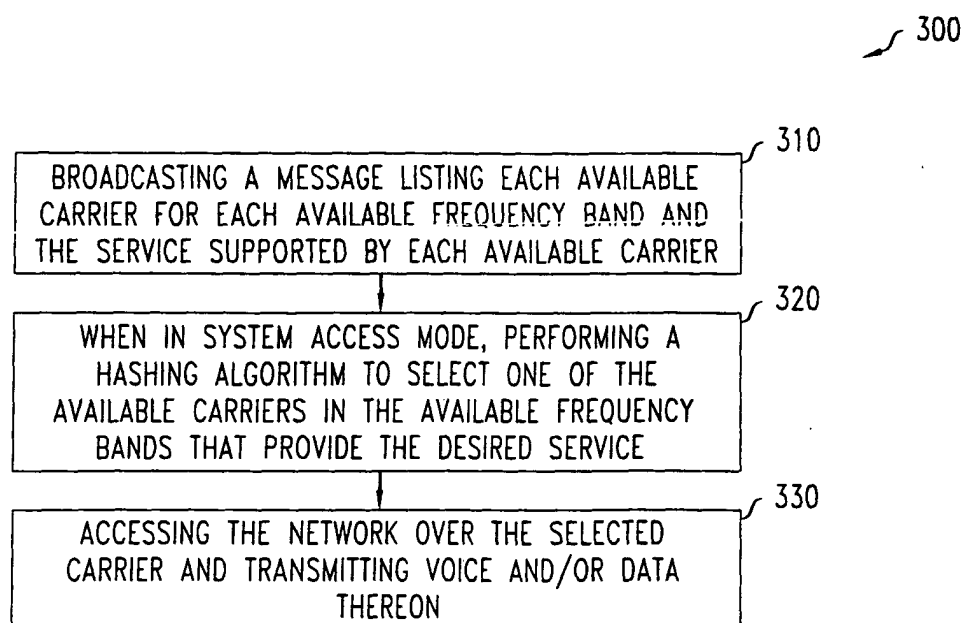 300
310
BROADCASTING A MESSAGE LISTING EACH AVAILABLE
CARRIER FOR EACH AVAILABLE FREQUENCY BAND AND
THE SERVICE SUPPORTED BY EACH AVAILABLE CARRIER
320
WHEN IN SYSTEM ACCESS MODE, PERFORMING A
HASHING ALGORITHM TO SELECT ONE OF THE
AVAILABLE CARRIERS IN THE AVAILABLE FREQUENCY
BANDS THAT PROVIDE THE DESIRED SERVICE
330
ACCESSING THE NETWORK OVER THE SELECTED
CARRIER AND TRANSMITTING VOICE AND/OR DATA
THEREON